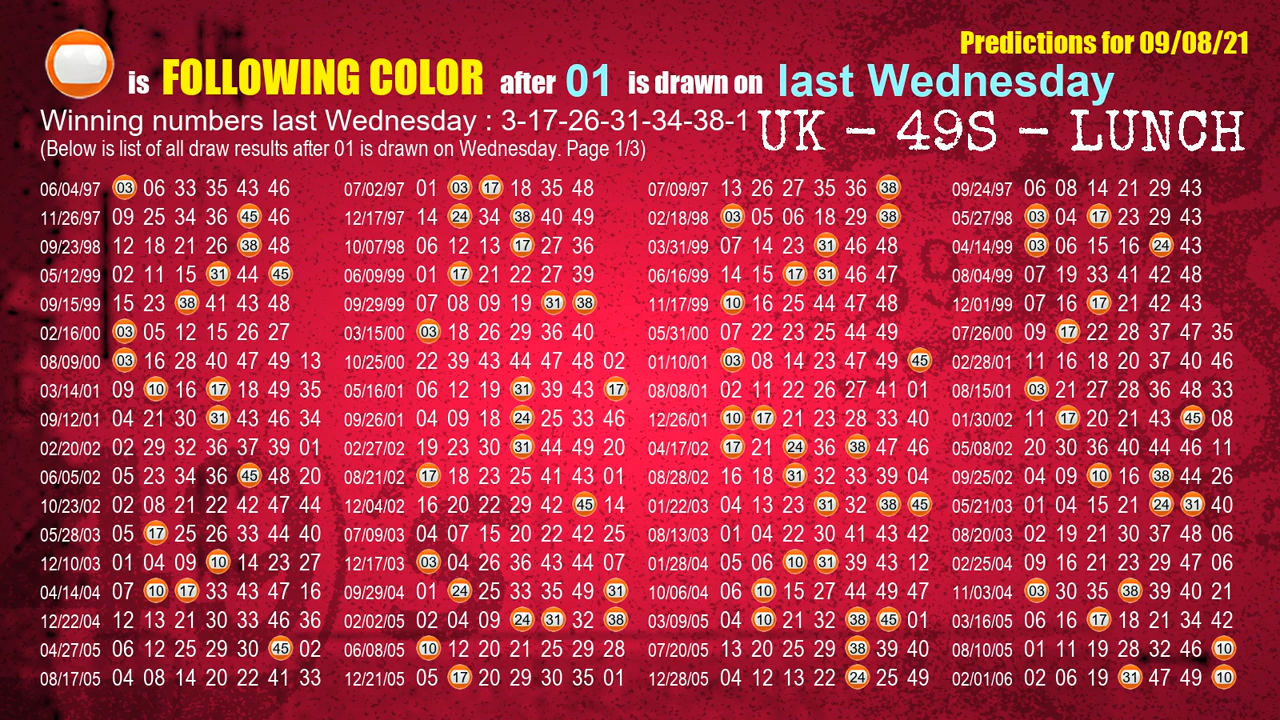 Predictions for 09/08/21
is FOLLOWING COLOR after 01 is drawn on last Wednesday
Winning numbers last Wednesday : 3-17-26-31-34-38-1
UK - 49S - LUNCH
(Below is list of all draw results after 01 is drawn on Wednesday. Page 1/3)
06/04/97 03 06 33 35 43 46 07/02/97 01 03 17 18 35 48 07/09/97 13 26 27 35 36 38 09/24/97 06 08 14 21 29 43
11/26/97 09 25 34 36 45 46 12/17/97 14 24 34 38 40 49 02/18/98 03 05 06 18 29 38 05/27/98 03 04 17 23 29 43
09/23/98 12 18 21 26 38 48 10/07/98 06 12 13 17 27 36 03/31/99 07 14 23 31 46 48 04/14/99 03 06 15 16 24 43
05/12/99 02 11 15 31 44 45 06/09/99 01 17 21 22 27 39 06/16/99 14 15 17 31 46 47 08/04/99 07 19 33 41 42 48
09/15/99 15 23 38 41 43 48 09/29/99 07 08 09 19 31 38 11/17/99 10 16 25 44 47 48 12/01/99 07 16 17 21 42 43
02/16/00 03 05 12 15 26 27 03/15/00 03 18 26 29 36 40 05/31/00 07 22 23 25 44 49 07/26/00 09 17 22 28 37 47 35
08/09/00 03 16 28 40 47 49 13 10/25/00 22 39 43 44 47 48 02 01/10/01 03 08 14 23 47 49 45 02/28/01 11 16 18 20 37 40 46
03/14/01 09 10 16 17 18 49 35 05/16/01 06 12 19 31 39 43 17 08/08/01 02 11 22 26 27 41 01 08/15/01 03 21 27 28 36 48 33
09/12/01 04 21 30 31 43 46 34 09/26/01 04 09 18 24 25 33 46 12/26/01 10 17 21 23 28 33 40 01/30/02 11 17 20 21 43 45 08
02/20/02 02 29 32 36 37 39 01 02/27/02 19 23 30 31 44 49 20 04/17/02 17 21 24 36 38 47 46 05/08/02 20 30 36 40 44 46 11
06/05/02 05 23 34 36 45 48 20 08/21/02 17 18 23 25 41 43 01 08/28/02 16 18 31 32 33 39 04 09/25/02 04 09 10 16 38 44 26
10/23/02 02 08 21 22 42 47 44 12/04/02 16 20 22 29 42 45 14 01/22/03 04 13 23 31 32 38 45 05/21/03 01 04 15 21 24 31 40
05/28/03 05 17 25 26 33 44 40 07/09/03 04 07 15 20 22 42 25 08/13/03 01 04 22 30 41 43 42 08/20/03 02 19 21 30 37 48 06
12/10/03 01 04 09 10 14 23 27 12/17/03 03 04 26 36 43 44 07 01/28/04 05 06 10 31 39 43 12 02/25/04 09 16 21 23 29 47 06
04/14/04 07 10 17 33 43 47 16 09/29/04 01 24 25 33 35 49 31 10/06/04 06 10 15 27 44 49 47 11/03/04 03 30 35 38 39 40 21
12/22/04 12 13 21 30 33 46 36 02/02/05 02 04 09 24 31 32 38 03/09/05 04 10 21 32 38 45 01 03/16/05 06 16 17 18 21 34 42
04/27/05 06 12 25 29 30 45 02 06/08/05 10 12 20 21 25 29 28 07/20/05 13 20 25 29 38 39 40 08/10/05 01 11 19 28 32 46 10
08/17/05 04 08 14 20 22 41 33 12/21/05 05 17 20 29 30 35 01 12/28/05 04 12 13 22 24 25 49 02/01/06 02 06 19 31 47 49 10